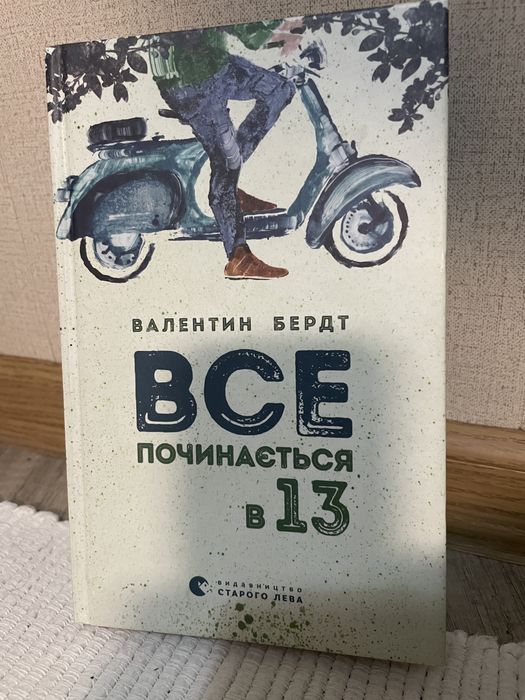 ВАЛЕНТИН БЕРДТ
ВСЕ
ПОЧИНАЄТЬСЯ
В 13
ВИДАВНИЦТВО
СТАРОГО ЛЕВА